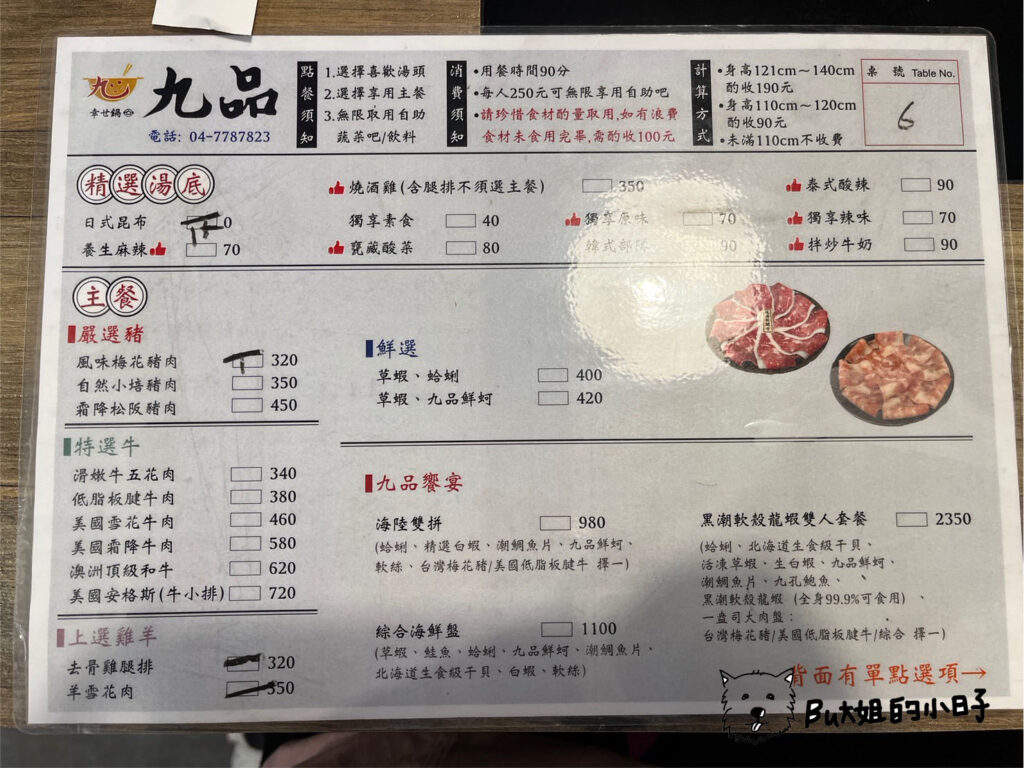 九品
幸せ鍋
電話: 04-7787823
點餐須知
1.選擇喜歡湯頭
2.選擇享用主餐
3.無限取用自助
蔬菜吧/飲料
消費須知
•用餐時間90分
•每人250元可無限享用自助吧
•請珍惜食材酌量取用,如有浪費
食材未食用完畢,需酌收100元
計算方式
•身高121cm～140cm
酌收190元
•身高110cm～120cm
酌收90元
•未滿110cm不收費
桌 號 Table No.
6
精選湯底
燒酒雞(含腿排不須選主餐) 350
泰式酸辣 90
日式昆布 0
獨享素食 40
獨享原味 70
獨享辣味 70
養生麻辣 70
甕藏酸菜 80
韓式部隊 90
拌炒牛奶 90
主餐
嚴選豬
風味梅花豬肉 320
自然小培豬肉 350
霜降松阪豬肉 450
特選牛
滑嫩牛五花肉 340
低脂板腱牛肉 380
美國雪花牛肉 460
美國霜降牛肉 580
澳洲頂級和牛 620
美國安格斯(牛小排) 720
上選雞羊
去骨雞腿排 320
羊雪花肉 350
鮮選
草蝦、蛤蜊 400
草蝦、九品鮮蚵 420
九品饗宴
海陸雙拼 980
(蛤蜊、精選白蝦、潮鯛魚片、九品鮮蚵、
軟絲、台灣梅花豬/美國低脂板腱牛 擇一)
綜合海鮮盤 1100
(草蝦、鮭魚、蛤蜊、九品鮮蚵、潮鯛魚片、
北海道生食級干貝、白蝦、軟絲)
黑潮軟殼龍蝦雙人套餐 2350
(蛤蜊、北海道生食級干貝、
活凍草蝦、生白蝦、九品鮮蚵、
潮鯛魚片、九孔鮑魚、
黑潮軟殼龍蝦 (全身99.9%可食用)、
一盎司大肉盤：
台灣梅花豬/美國低脂板腱牛/綜合 擇一)
背面有單點選項→
Bu大姐的小日子